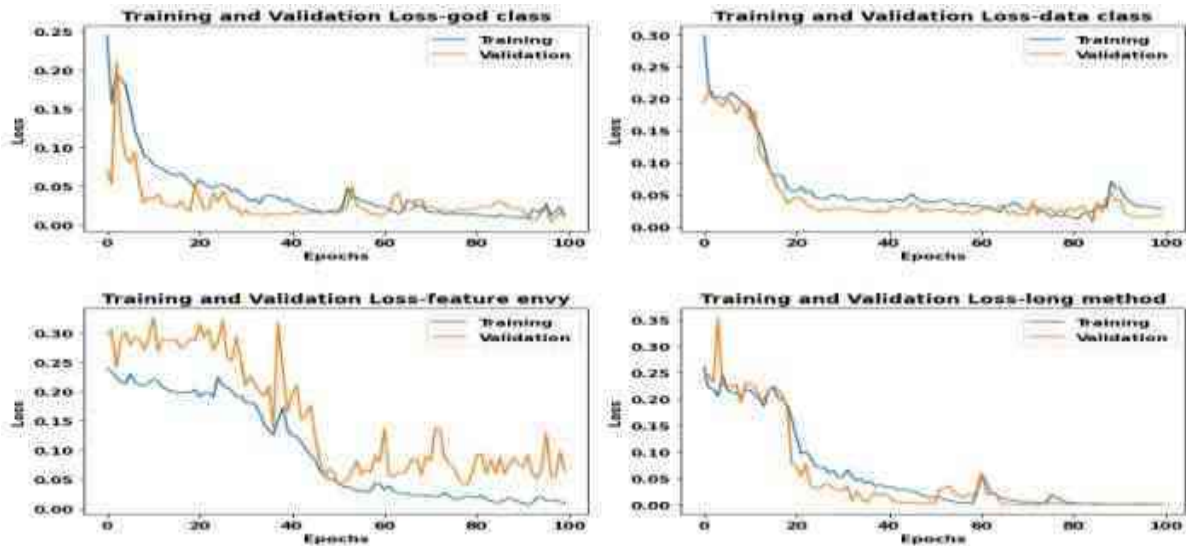 Training and Validation Loss-god class
0.25
0.20
0.15
0.10
0.05
0.00
Loss
Training
Validation
0 20 40 60 80 100
Epochs
Training and Validation Loss-data class
0.30
0.25
0.20
0.15
0.10
0.05
0.00
Loss
Training
Validation
0 20 40 60 80 100
Epochs
Training and Validation Loss-feature envy
0.30
0.25
0.20
0.15
0.10
0.05
0.00
Loss
Training
Validation
0 20 40 60 80 100
Epochs
Training and Validation Loss-long method
0.35
0.30
0.25
0.20
0.15
0.10
0.05
0.00
Loss
Training
Validation
0 20 40 60 80 100
Epochs